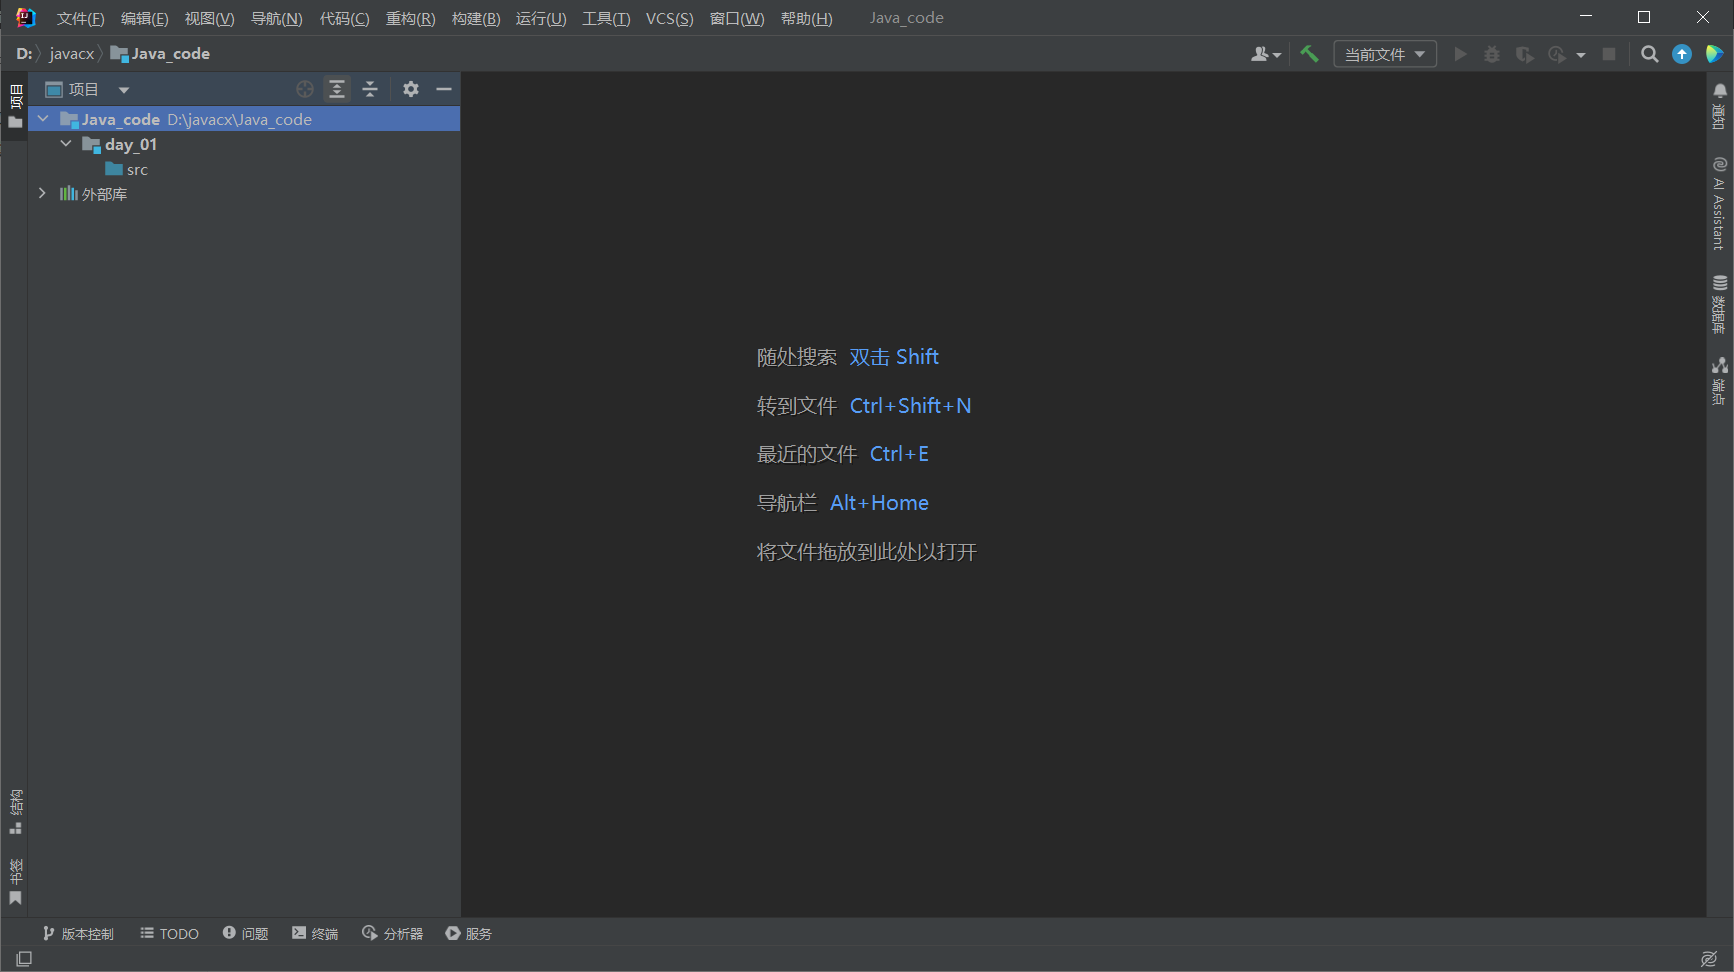 文件(F) 编辑(E) 视图(V) 导航(N) 代码(C) 重构(R) 构建(B) 运行(U) 工具(T) VCS(S) 窗口(W) 帮助(H) Java_code
D: javacx Java_code 当前文件
项目
项目
Java_code D:\javacx\Java_code
day_01
src
外部库
随处搜索 双击 Shift
转到文件 Ctrl+Shift+N
最近的文件 Ctrl+E
导航栏 Alt+Home
将文件拖放到此处以打开
通知
AI Assistant
数据库
端点
结构
书签
版本控制 TODO 问题 终端 分析器 服务